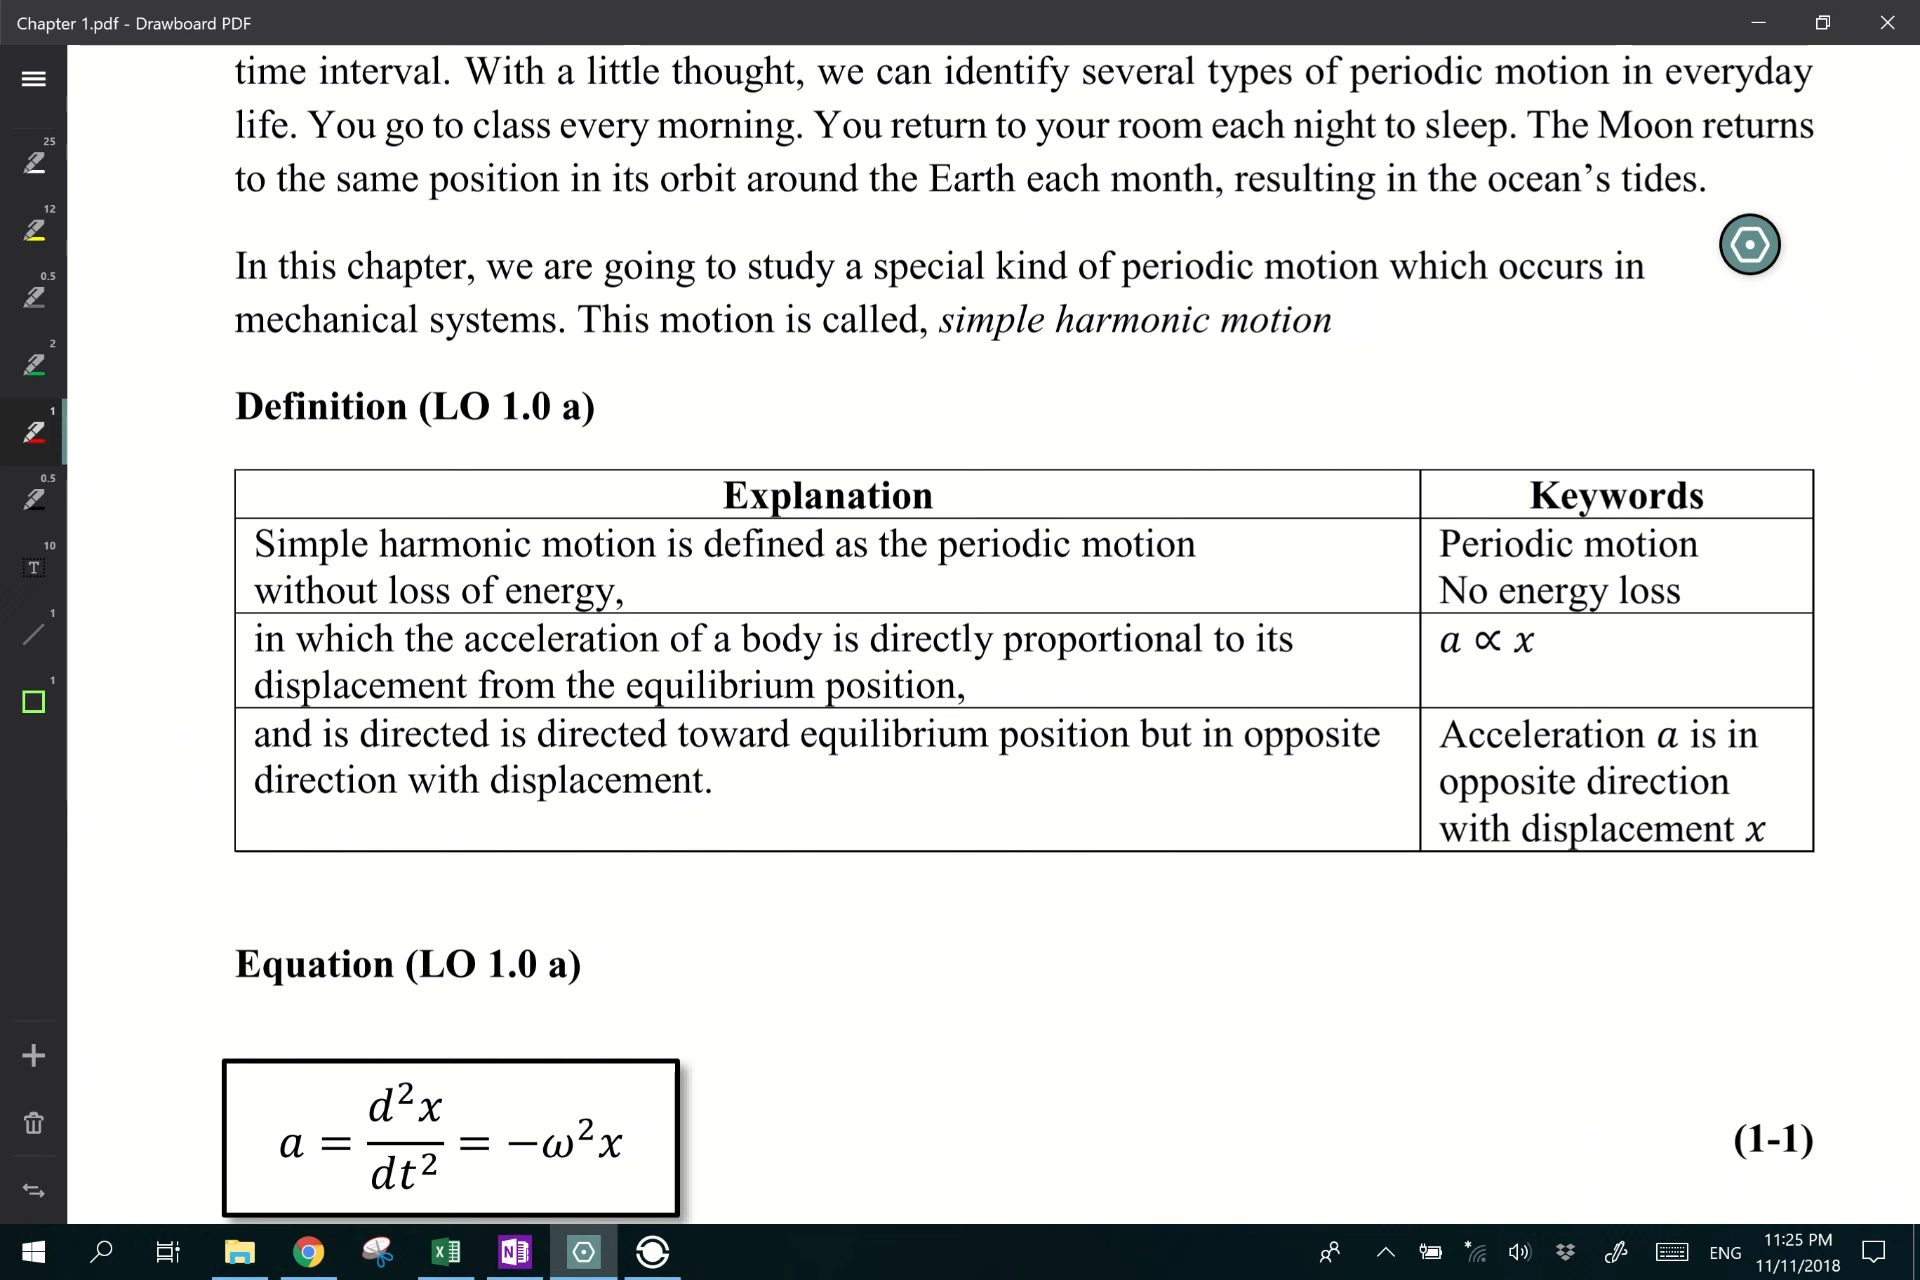 Chapter 1.pdf - Drawboard PDF
25
12
0.5
2
1
0.5
10
T
1
1
time interval. With a little thought, we can identify several types of periodic motion in everyday
life. You go to class every morning. You return to your room each night to sleep. The Moon returns
to the same position in its orbit around the Earth each month, resulting in the ocean’s tides.
In this chapter, we are going to study a special kind of periodic motion which occurs in
mechanical systems. This motion is called, simple harmonic motion
Definition (LO 1.0 a)
Explanation Keywords
Simple harmonic motion is defined as the periodic motion
without loss of energy,
Periodic motion
No energy loss
in which the acceleration of a body is directly proportional to its
displacement from the equilibrium position,
a ∝ x
and is directed is directed toward equilibrium position but in opposite
direction with displacement.
Acceleration a is in
opposite direction
with displacement x
Equation (LO 1.0 a)
a = d²x/dt² = −ω²x (1-1)
ENG
11:25 PM
11/11/2018